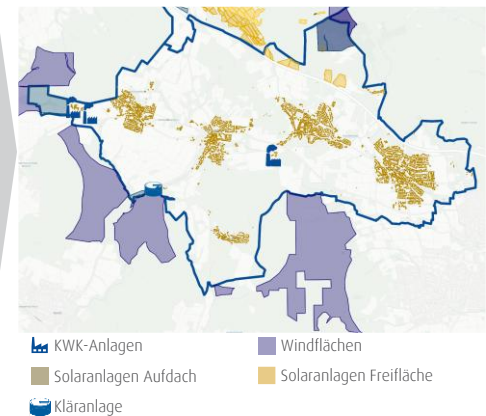 KWK-Anlagen
Windflächen
Solaranlagen Aufdach
Solaranlagen Freifläche
Kläranlage